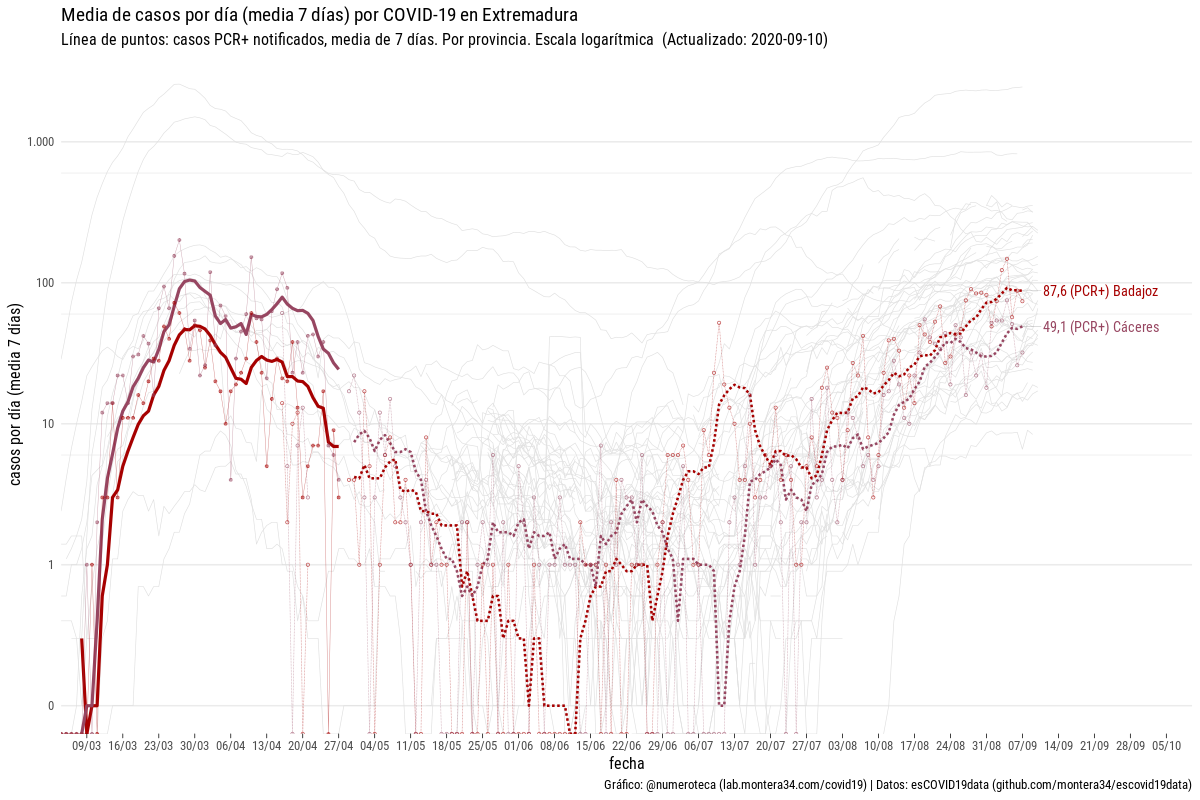 Media de casos por día (media 7 días) por COVID-19 en Extremadura
Línea de puntos: casos PCR+ notificados, media de 7 días. Por provincia. Escala logarítmica (Actualizado: 2020-09-10)
casos por día (media 7 días)
1.000
100
10
1
0
87,6 (PCR+) Badajoz
49,1 (PCR+) Cáceres
09/03 16/03 23/03 30/03 06/04 13/04 20/04 27/04 04/05 11/05 18/05 25/05 01/06 08/06 15/06 22/06 29/06 06/07 13/07 20/07 27/07 03/08 10/08 17/08 24/08 31/08 07/09 14/09 21/09 28/09 05/10
fecha
Gráfico: @numeroteca (lab.montera34.com/covid19) | Datos: esCOVID19data (github.com/montera34/escovid19data)